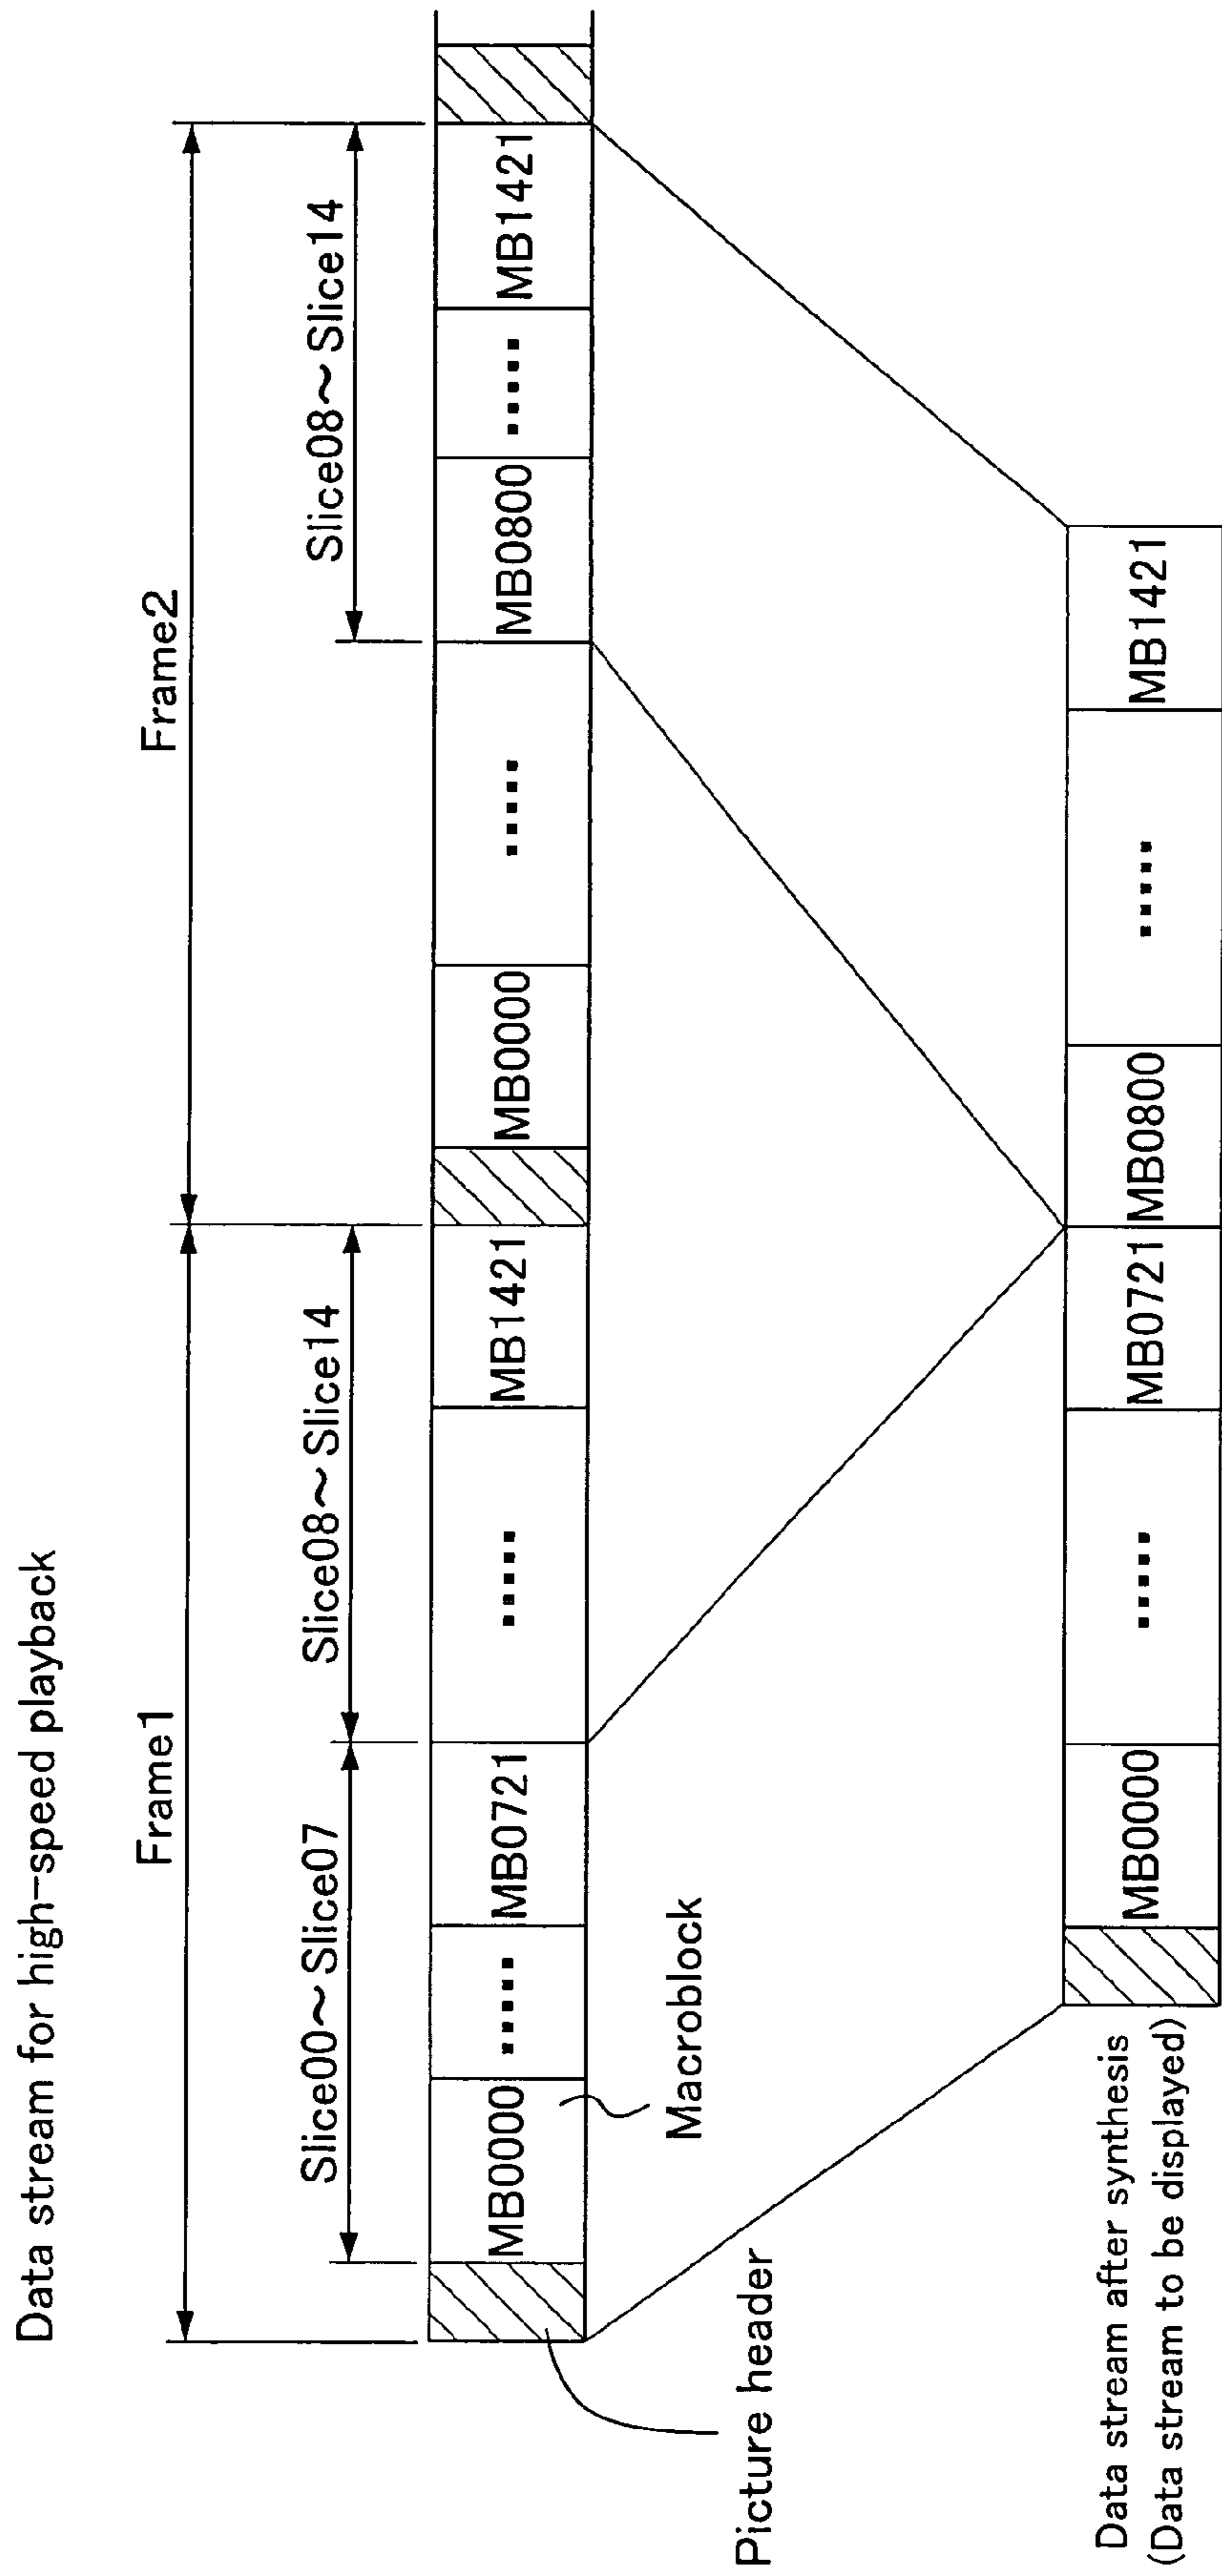 Data stream for high-speed playback
Frame1
Frame2
Slice00~Slice07
Slice08~Slice14
Slice08~Slice14
MB0000
.....
MB0721
.....
MB1421
MB0000
.....
MB0800
.....
MB1421
Picture header
Macroblock
Data stream after synthesis
(Data stream to be displayed)
MB0000
.....
MB0721
MB0800
.....
MB1421